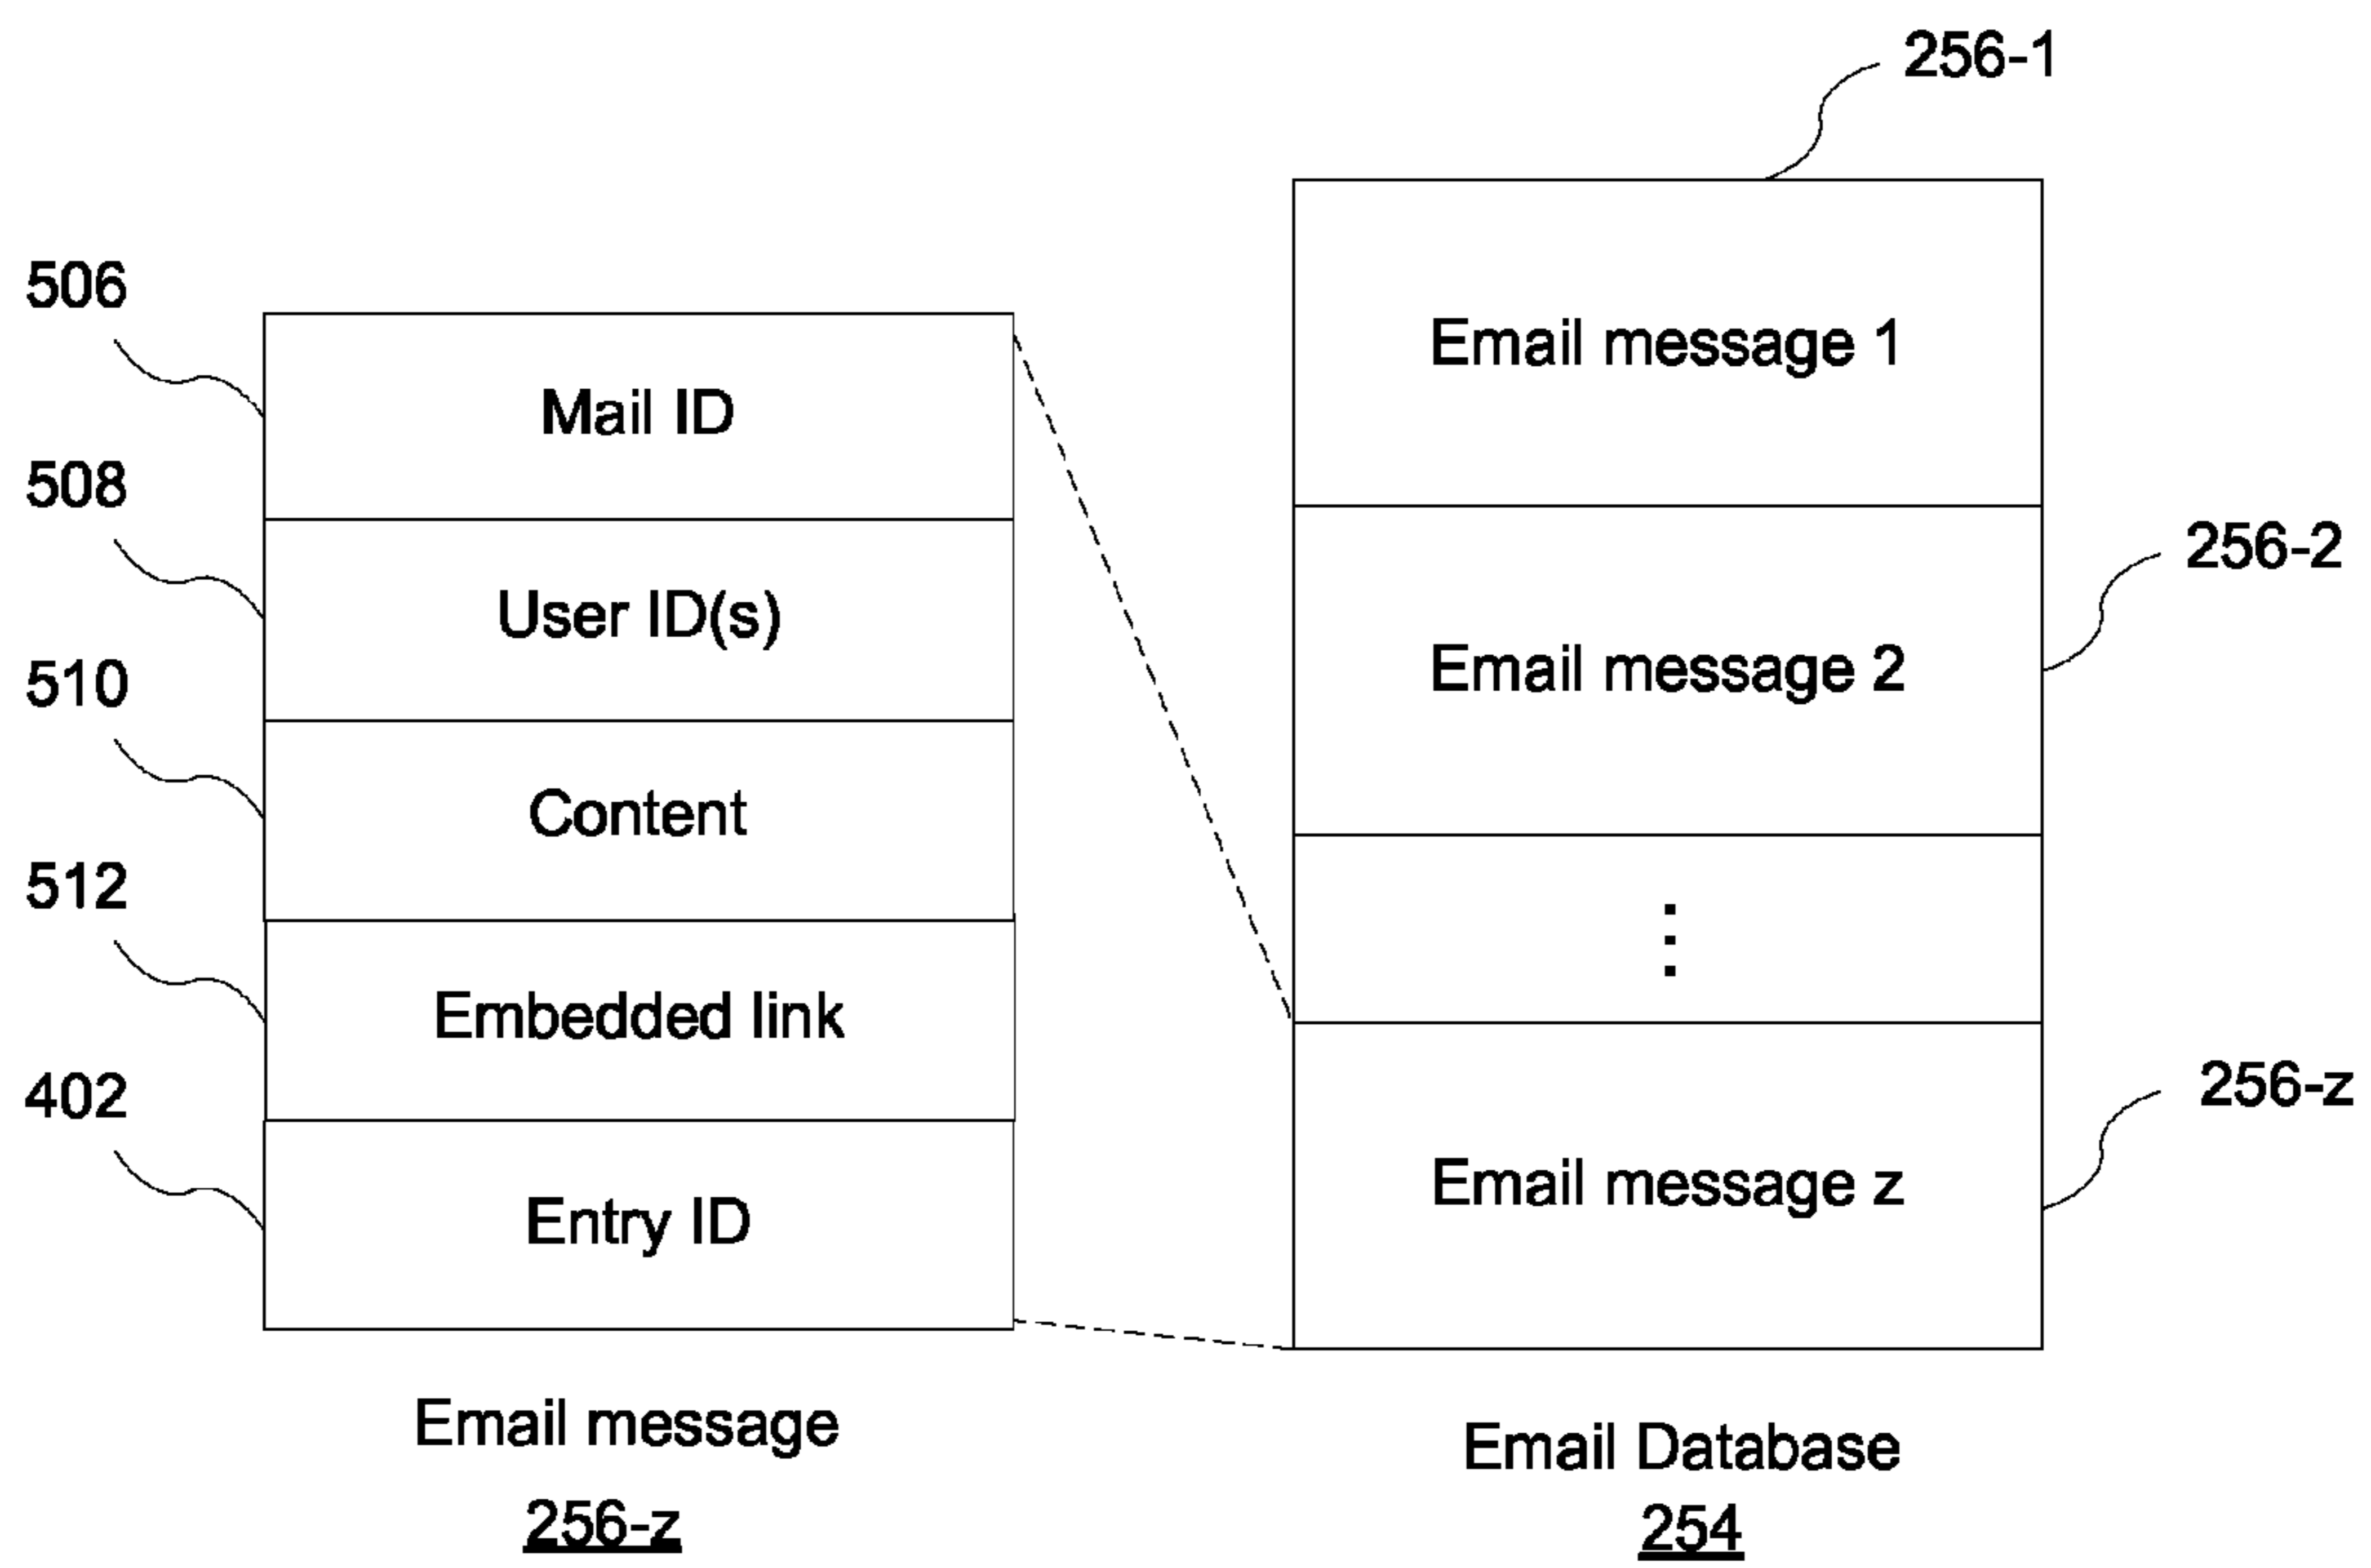 256-1
506
Mail ID
Email message 1
508
User ID(s)
256-2
510
Content
Email message 2
512
Embedded link
⋮
402
Entry ID
256-z
Email message z
Email message
256-z
Email Database
254